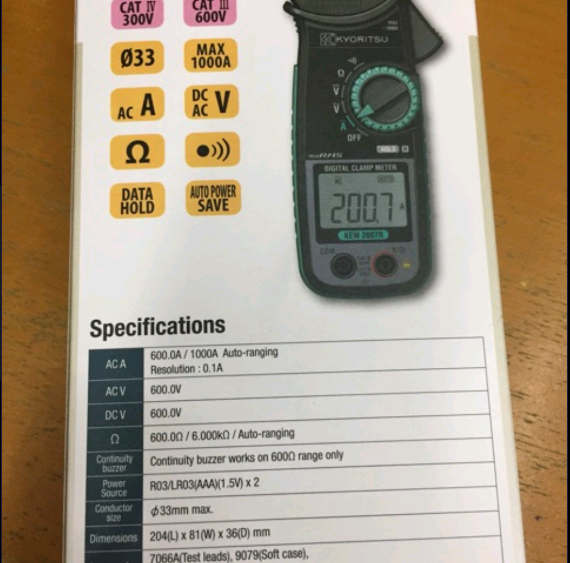 CAT IV
300V
CAT III
600V
Ø33
MAX
1000A
AC A
DC
AC V
Ω
DATA
HOLD
AUTO POWER
SAVE
KYORITSU
Ω
V
V
A
OFF
HOLD
TRUE RMS
DIGITAL CLAMP METER
AC
200.7 A
KEW 2007R
COM
V/Ω
Specifications
AC A
600.0A / 1000A Auto-ranging
Resolution : 0.1A
AC V
600.0V
DC V
600.0V
Ω
600.0Ω / 6.000kΩ / Auto-ranging
Continuity
buzzer
Continuity buzzer works on 600Ω range only
Power
Source
R03/LR03(AAA)(1.5V) x 2
Conductor
size
ϕ33mm max.
Dimensions
204(L) x 81(W) x 36(D) mm
7066A(Test leads), 9079(Soft case),